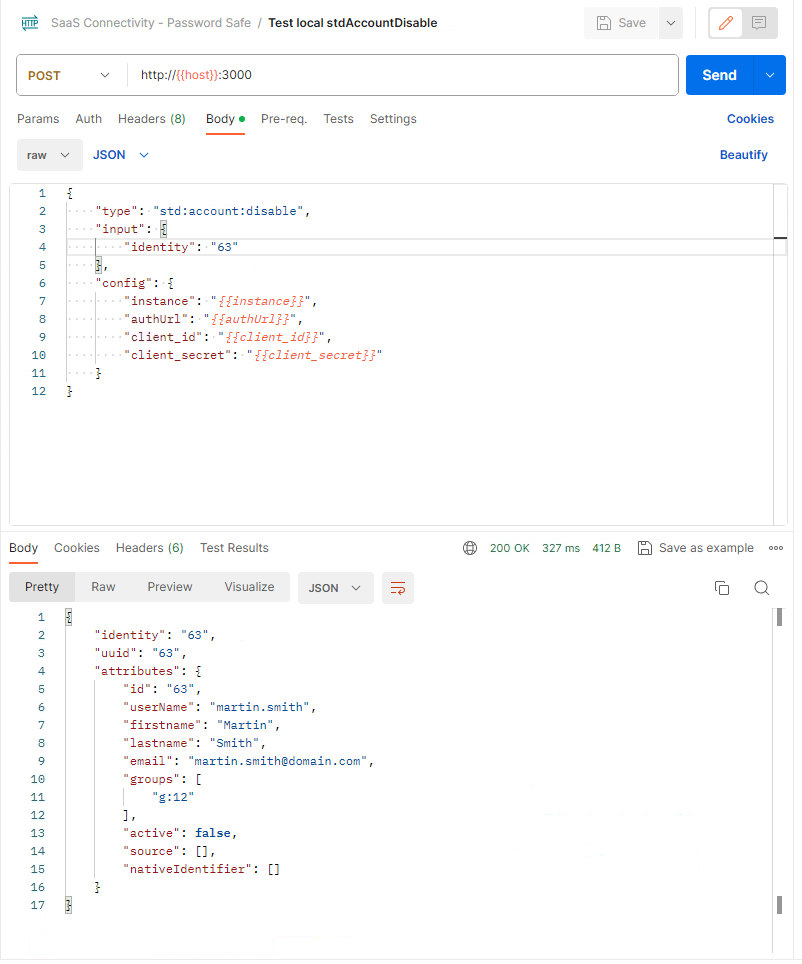 HTTP SaaS Connectivity - Password Safe / Test local stdAccountDisable Save
POST http://{{host}}:3000 Send
Params Auth Headers (8) Body Pre-req. Tests Settings Cookies
raw JSON Beautify
1 {
2 "type": "std:account:disable",
3 "input": {
4 "identity": "63"
5 },
6 "config": {
7 "instance": "{{instance}}",
8 "authUrl": "{{authUrl}}",
9 "client_id": "{{client_id}}",
10 "client_secret": "{{client_secret}}"
11 }
12 }
Body Cookies Headers (6) Test Results 200 OK 327 ms 412 B Save as example
Pretty Raw Preview Visualize JSON
1 {
2 "identity": "63",
3 "uuid": "63",
4 "attributes": {
5 "id": "63",
6 "userName": "martin.smith",
7 "firstname": "Martin",
8 "lastname": "Smith",
9 "email": "martin.smith@domain.com",
10 "groups": [
11 "g:12"
12 ],
13 "active": false,
14 "source": [],
15 "nativeIdentifier": []
16 }
17 }